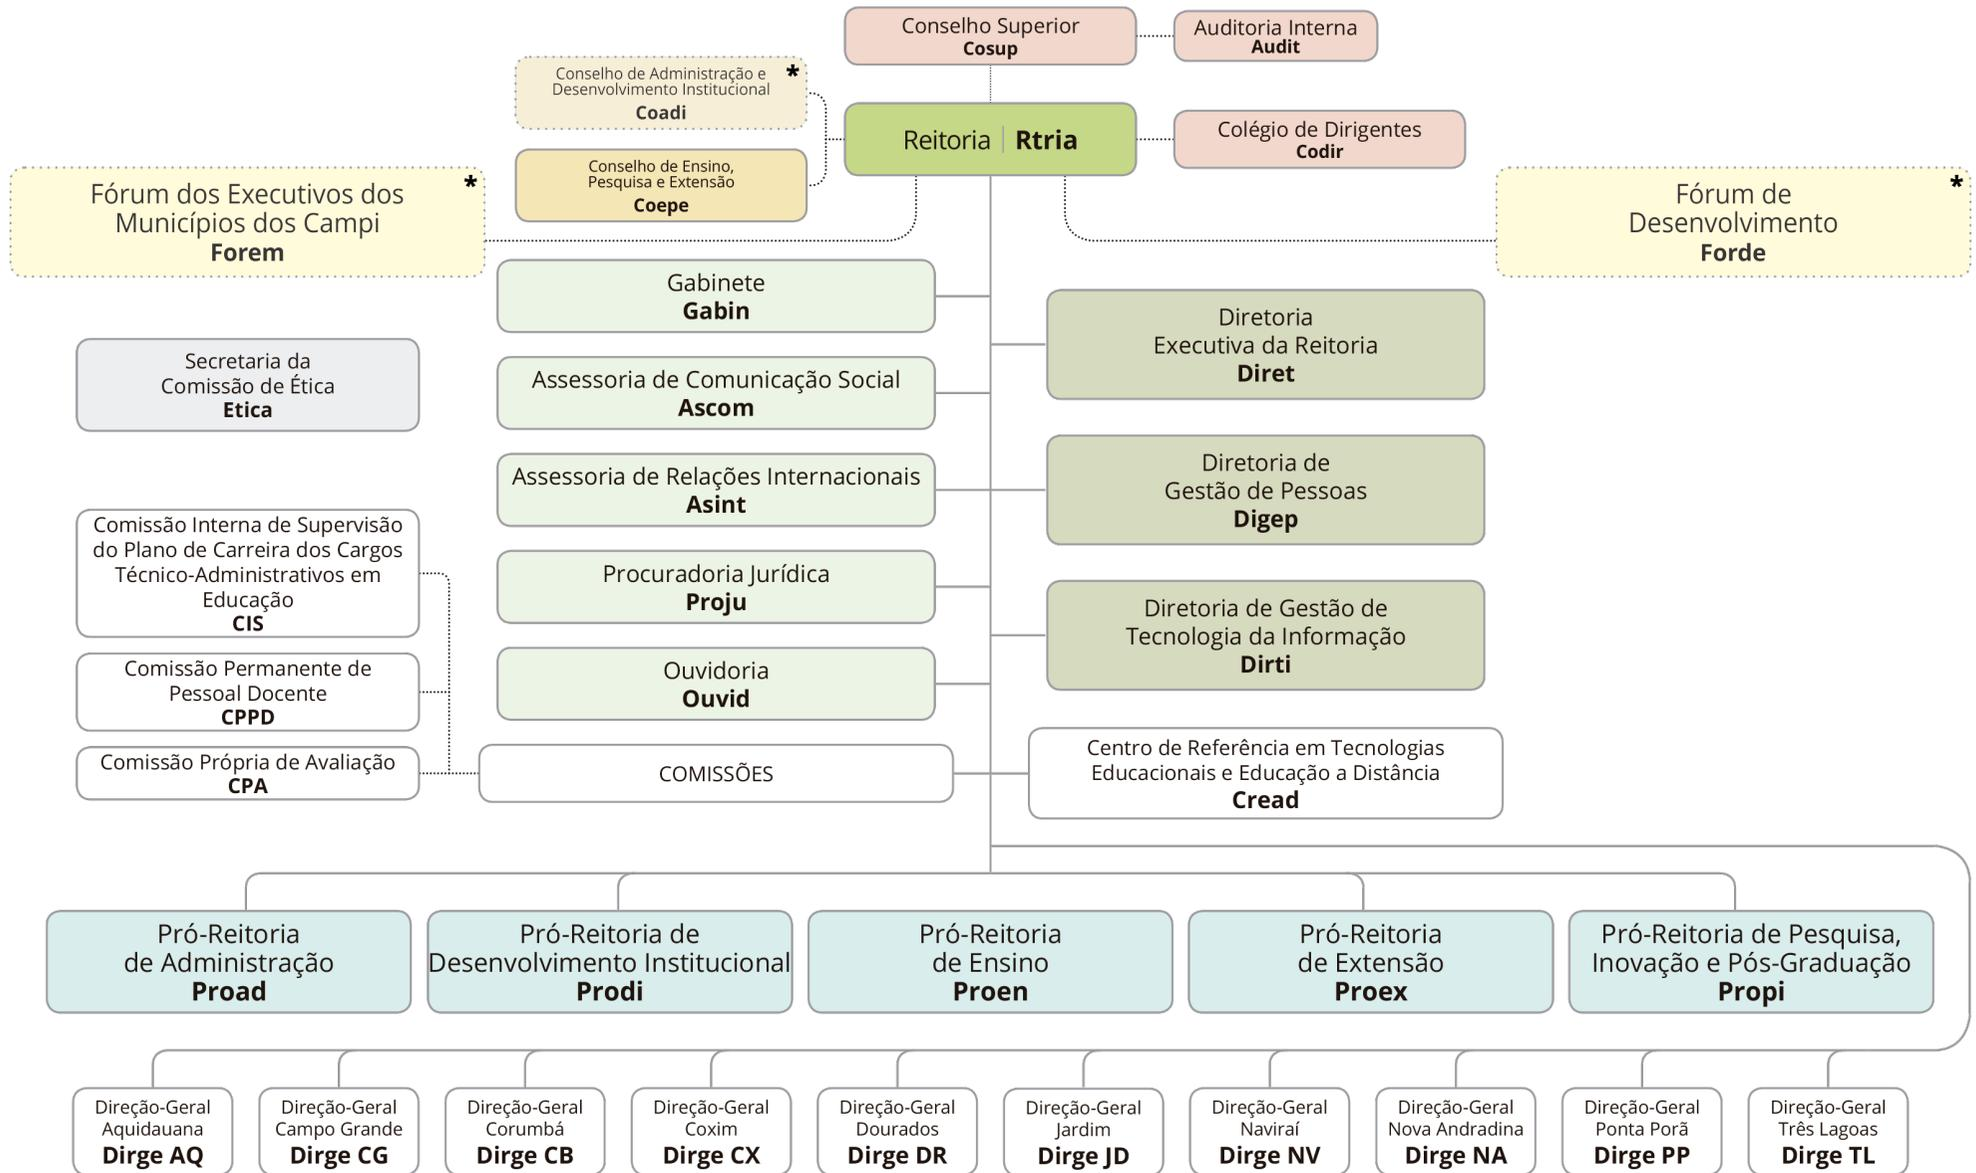 Conselho Superior
Cosup
Auditoria Interna
Audit
Conselho de Administração e
Desenvolvimento Institucional
Coadi
*
Reitoria | Rtria
Colégio de Dirigentes
Codir
Conselho de Ensino,
Pesquisa e Extensão
Coepe
Fórum dos Executivos dos
Municípios dos Campi
Forem
*
Fórum de
Desenvolvimento
Forde
*
Gabinete
Gabin
Diretoria
Executiva da Reitoria
Diret
Secretaria da
Comissão de Ética
Etica
Assessoria de Comunicação Social
Ascom
Assessoria de Relações Internacionais
Asint
Diretoria de
Gestão de Pessoas
Digep
Comissão Interna de Supervisão
do Plano de Carreira dos Cargos
Técnico-Administrativos em
Educação
CIS
Procuradoria Jurídica
Proju
Diretoria de Gestão de
Tecnologia da Informação
Dirti
Comissão Permanente de
Pessoal Docente
CPPD
Ouvidoria
Ouvid
Comissão Própria de Avaliação
CPA
COMISSÕES
Centro de Referência em Tecnologias
Educacionais e Educação a Distância
Cread
Pró-Reitoria
de Administração
Proad
Pró-Reitoria de
Desenvolvimento Institucional
Prodi
Pró-Reitoria
de Ensino
Proen
Pró-Reitoria
de Extensão
Proex
Pró-Reitoria de Pesquisa,
Inovação e Pós-Graduação
Propi
Direção-Geral
Aquidauana
Dirge AQ
Direção-Geral
Campo Grande
Dirge CG
Direção-Geral
Corumbá
Dirge CB
Direção-Geral
Coxim
Dirge CX
Direção-Geral
Dourados
Dirge DR
Direção-Geral
Jardim
Dirge JD
Direção-Geral
Naviraí
Dirge NV
Direção-Geral
Nova Andradina
Dirge NA
Direção-Geral
Ponta Porã
Dirge PP
Direção-Geral
Três Lagoas
Dirge TL